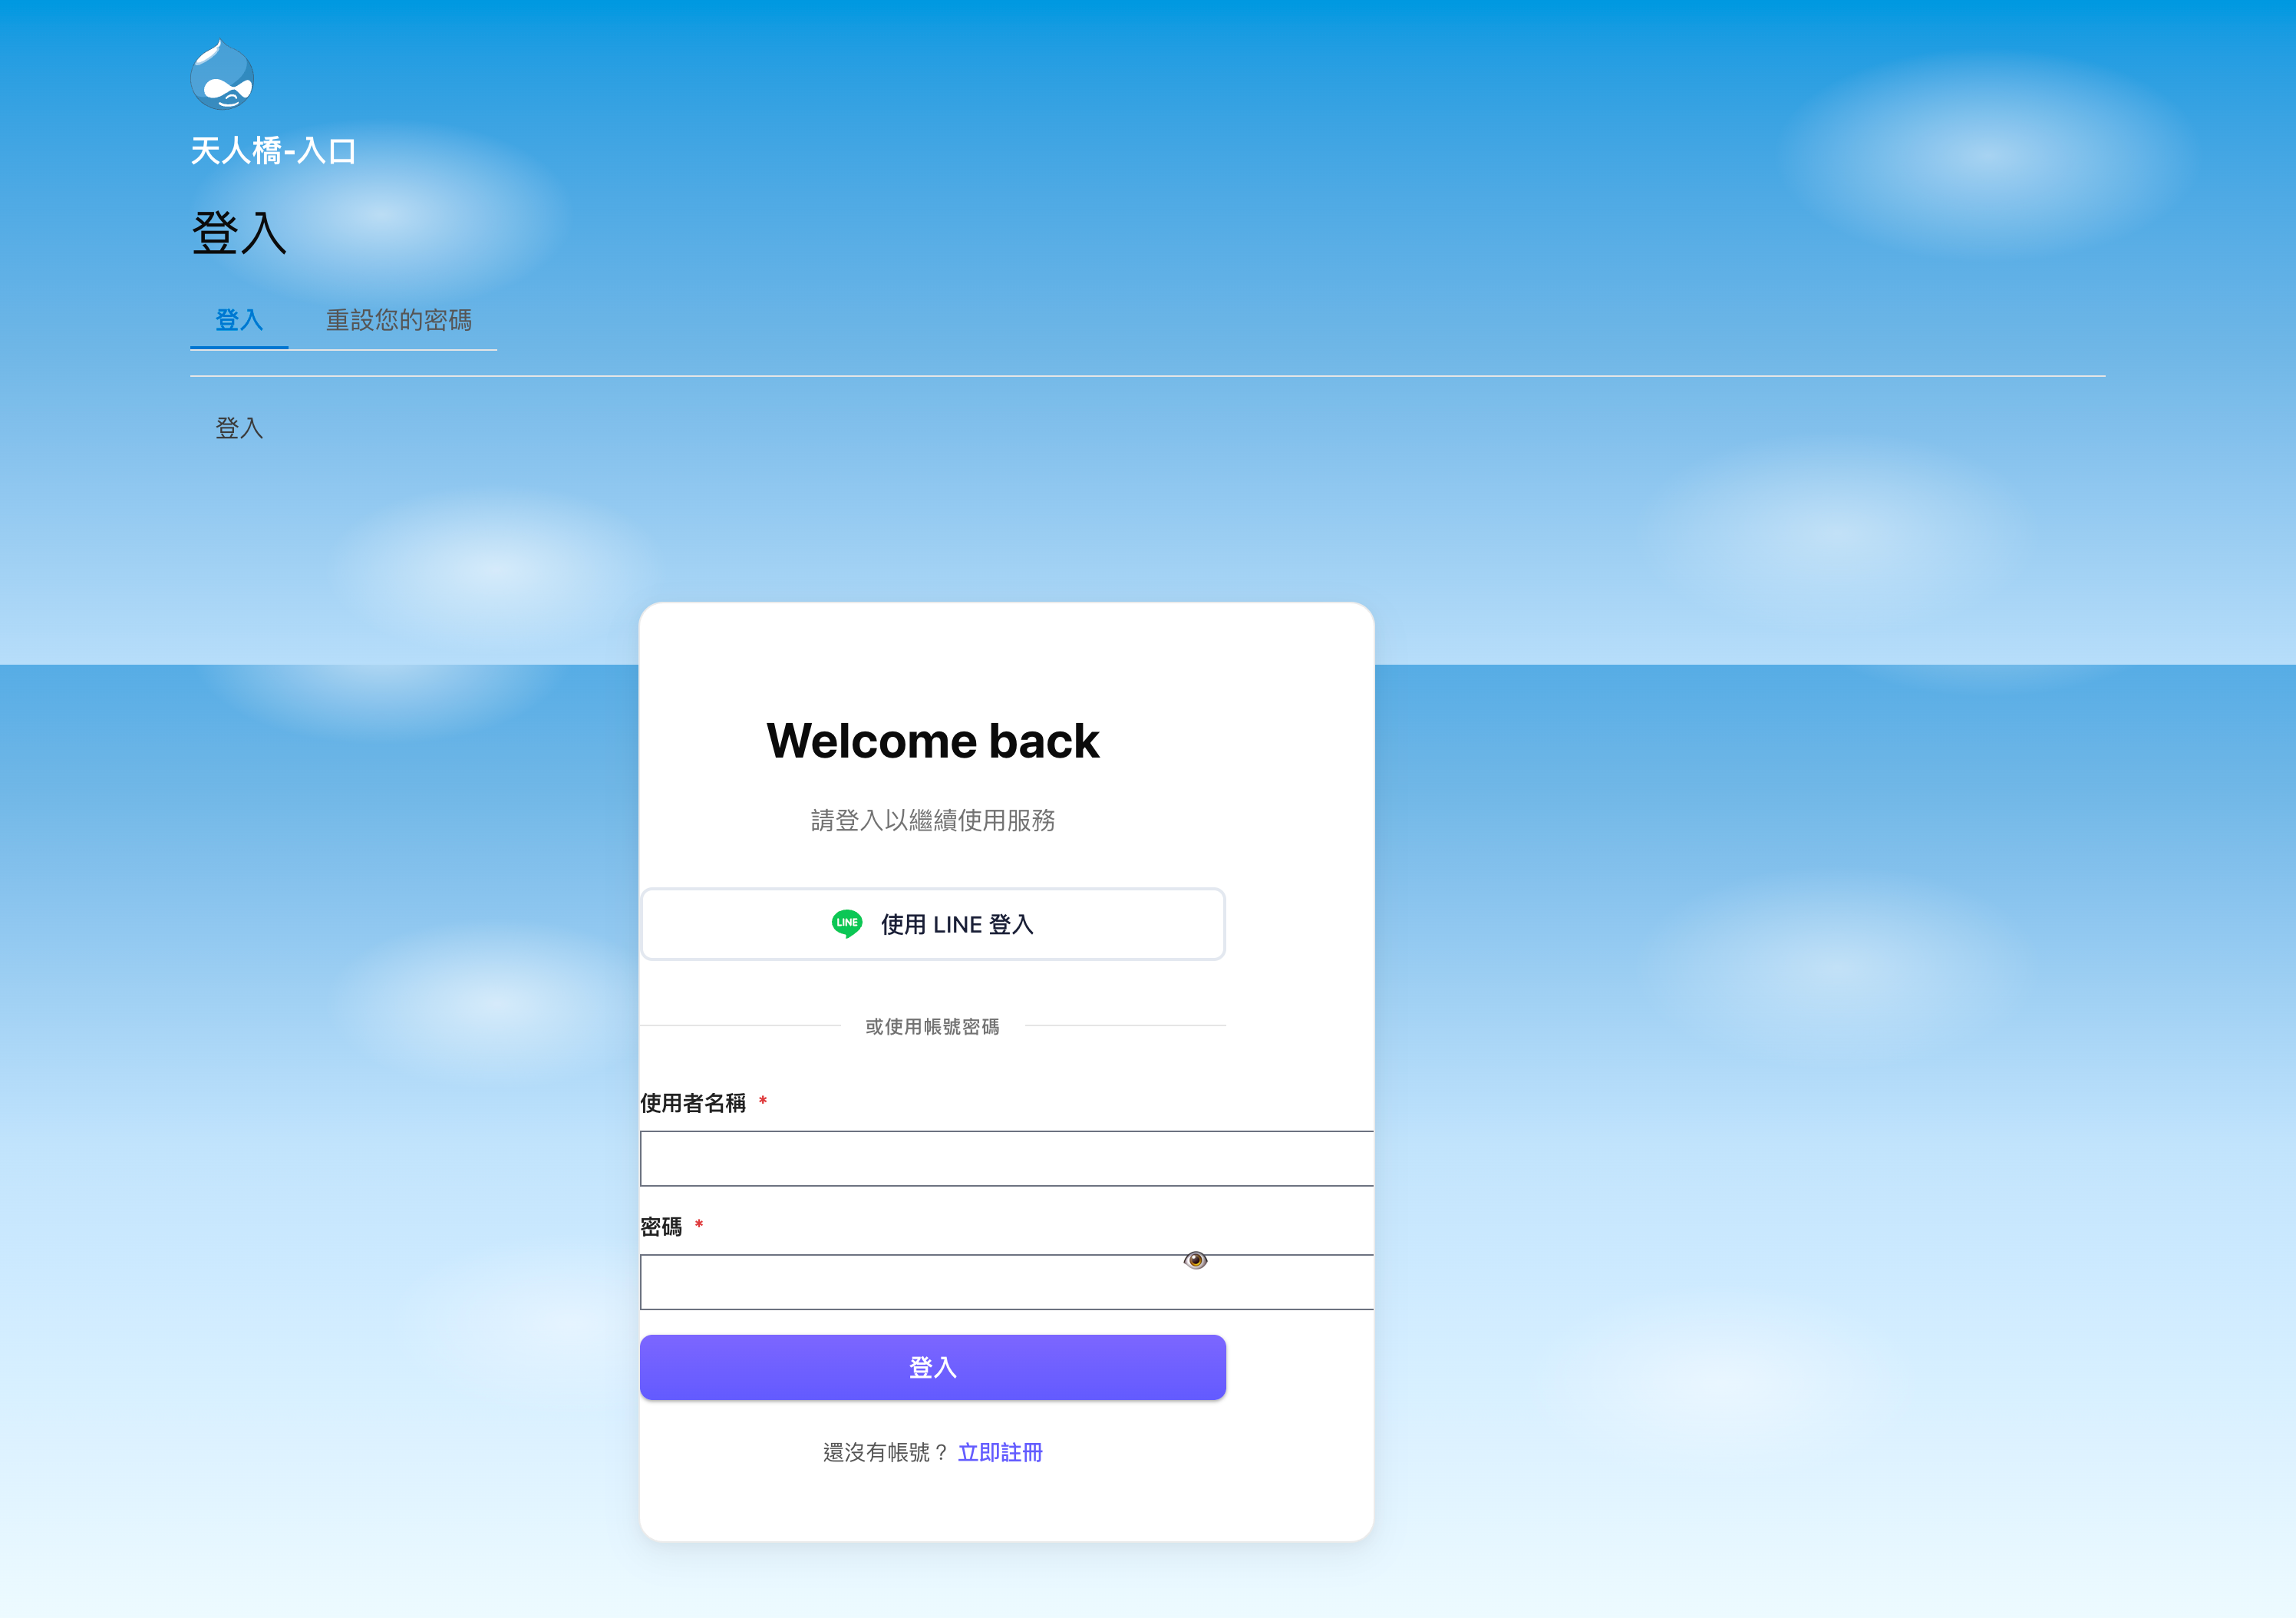 天人橋-入口
登入
登入 重設您的密碼
登入
Welcome back
請登入以繼續使用服務
LINE 使用 LINE 登入
或使用帳號密碼
使用者名稱 *
密碼 *
登入
還沒有帳號？ 立即註冊